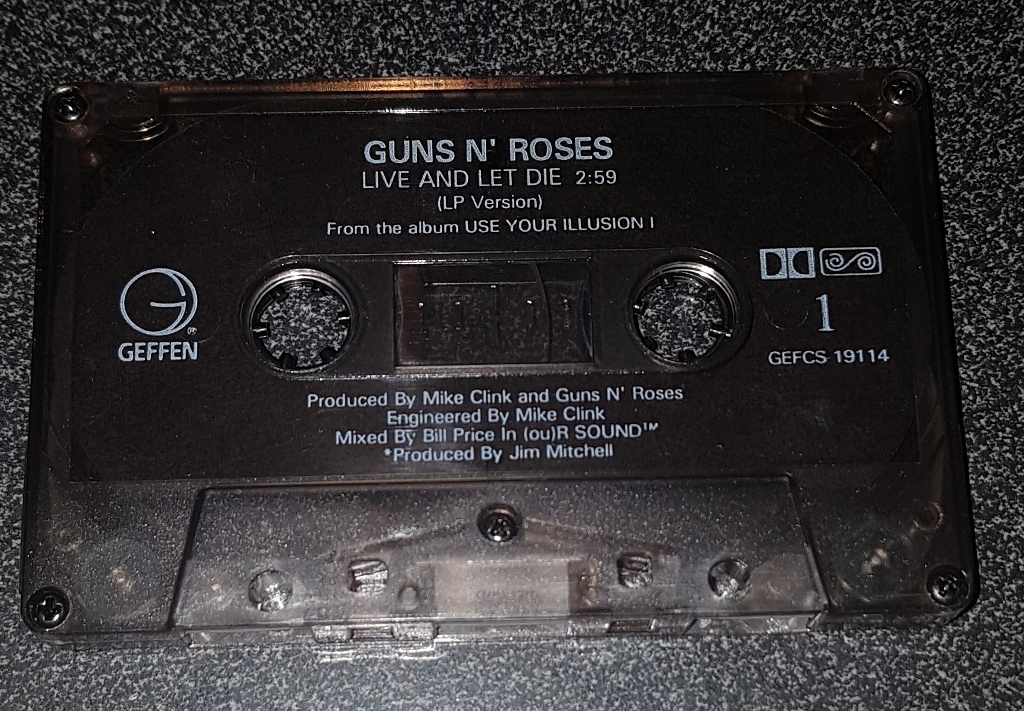 GUNS N' ROSES
LIVE AND LET DIE 2:59
(LP Version)
From the album USE YOUR ILLUSION I
GEFFEN®
1
GEFCS 19114
Produced By Mike Clink and Guns N' Roses
Engineered By Mike Clink
Mixed By Bill Price In (ou)R SOUND™
*Produced By Jim Mitchell